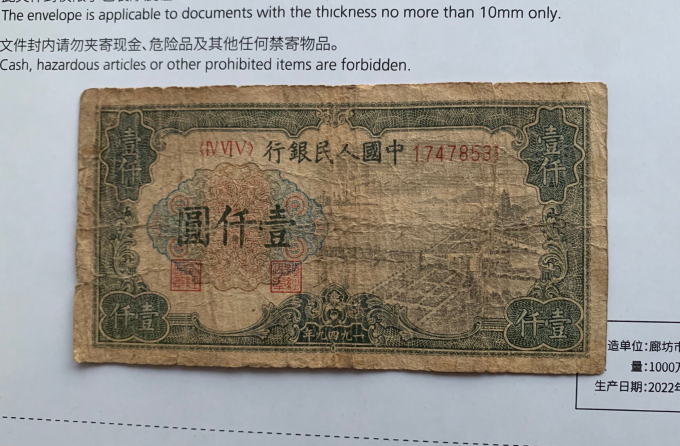 The envelope is applicable to documents with the thickness no more than 10mm only.
文件封内请勿夹寄现金、危险品及其他任何禁寄物品。
Cash, hazardous articles or other prohibited items are forbidden.
壹仟
壹仟
〈ⅣⅥⅤ〉
行銀民人國中
17478531
圓仟壹
仟壹
壹仟
年九四九一
造单位:廊坊市
量:1000万
生产日期:2022年